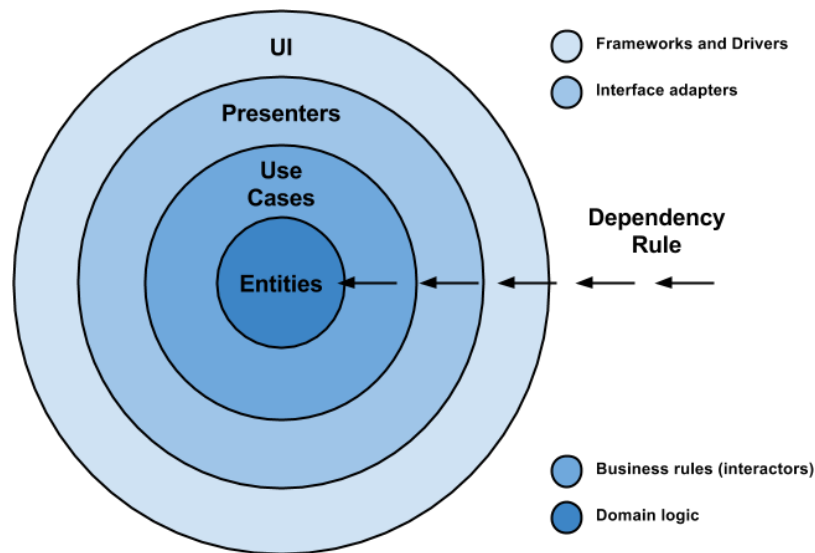 UI
Frameworks and Drivers
Interface adapters
Presenters
Use
Cases
Dependency
Rule
Entities
Business rules (interactors)
Domain logic